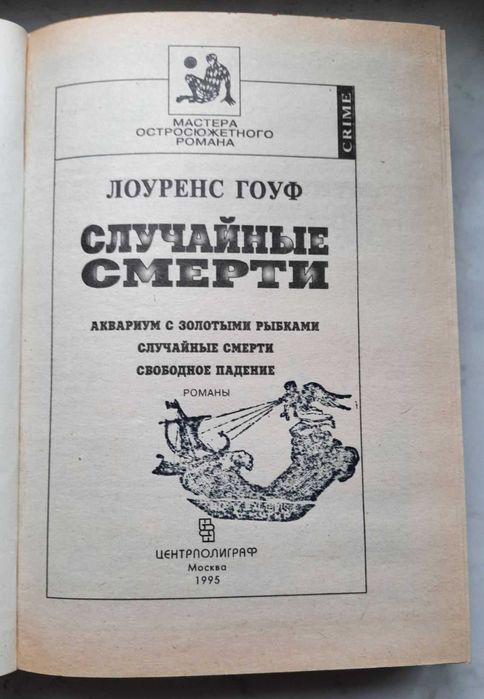 МАСТЕРА
ОСТРОСЮЖЕТНОГО
РОМАНА
CRIME
ЛОУРЕНС ГОУФ
СЛУЧАЙНЫЕ
СМЕРТИ
АКВАРИУМ С ЗОЛОТЫМИ РЫБКАМИ
СЛУЧАЙНЫЕ СМЕРТИ
СВОБОДНОЕ ПАДЕНИЕ
РОМАНЫ
ЦЕНТРПОЛИГРАФ
Москва
1995